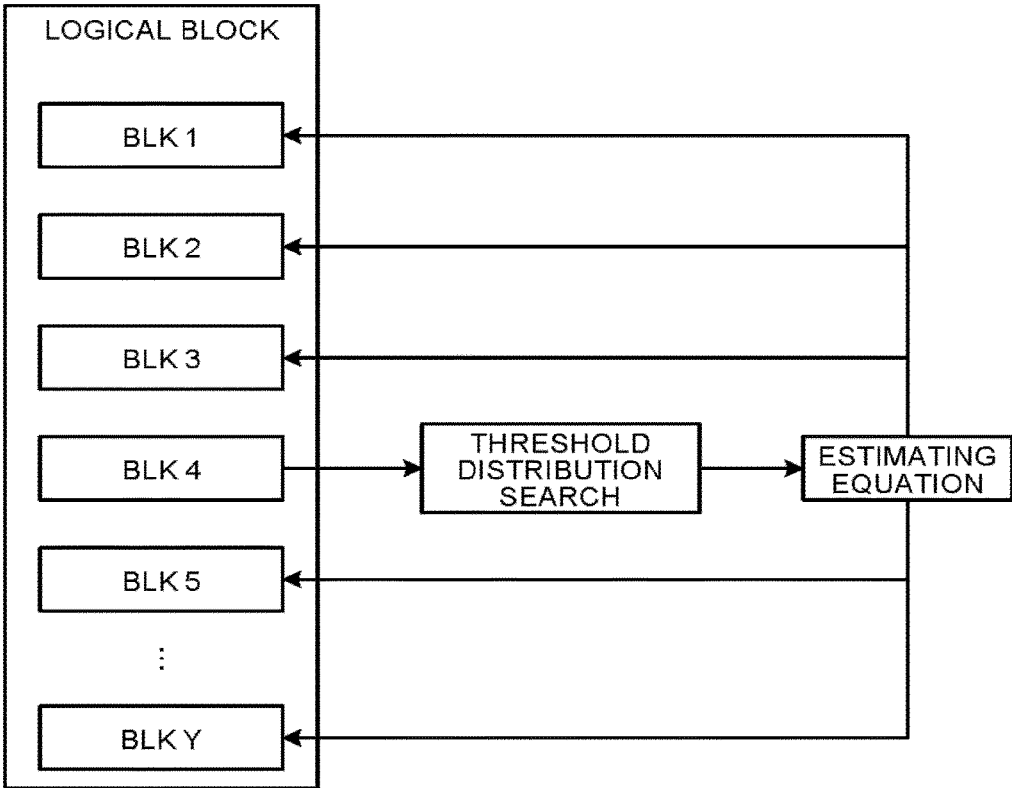 LOGICAL BLOCK
BLK 1
BLK 2
BLK 3
BLK 4
THRESHOLD
DISTRIBUTION
SEARCH
ESTIMATING
EQUATION
BLK 5
⋮
BLK Y